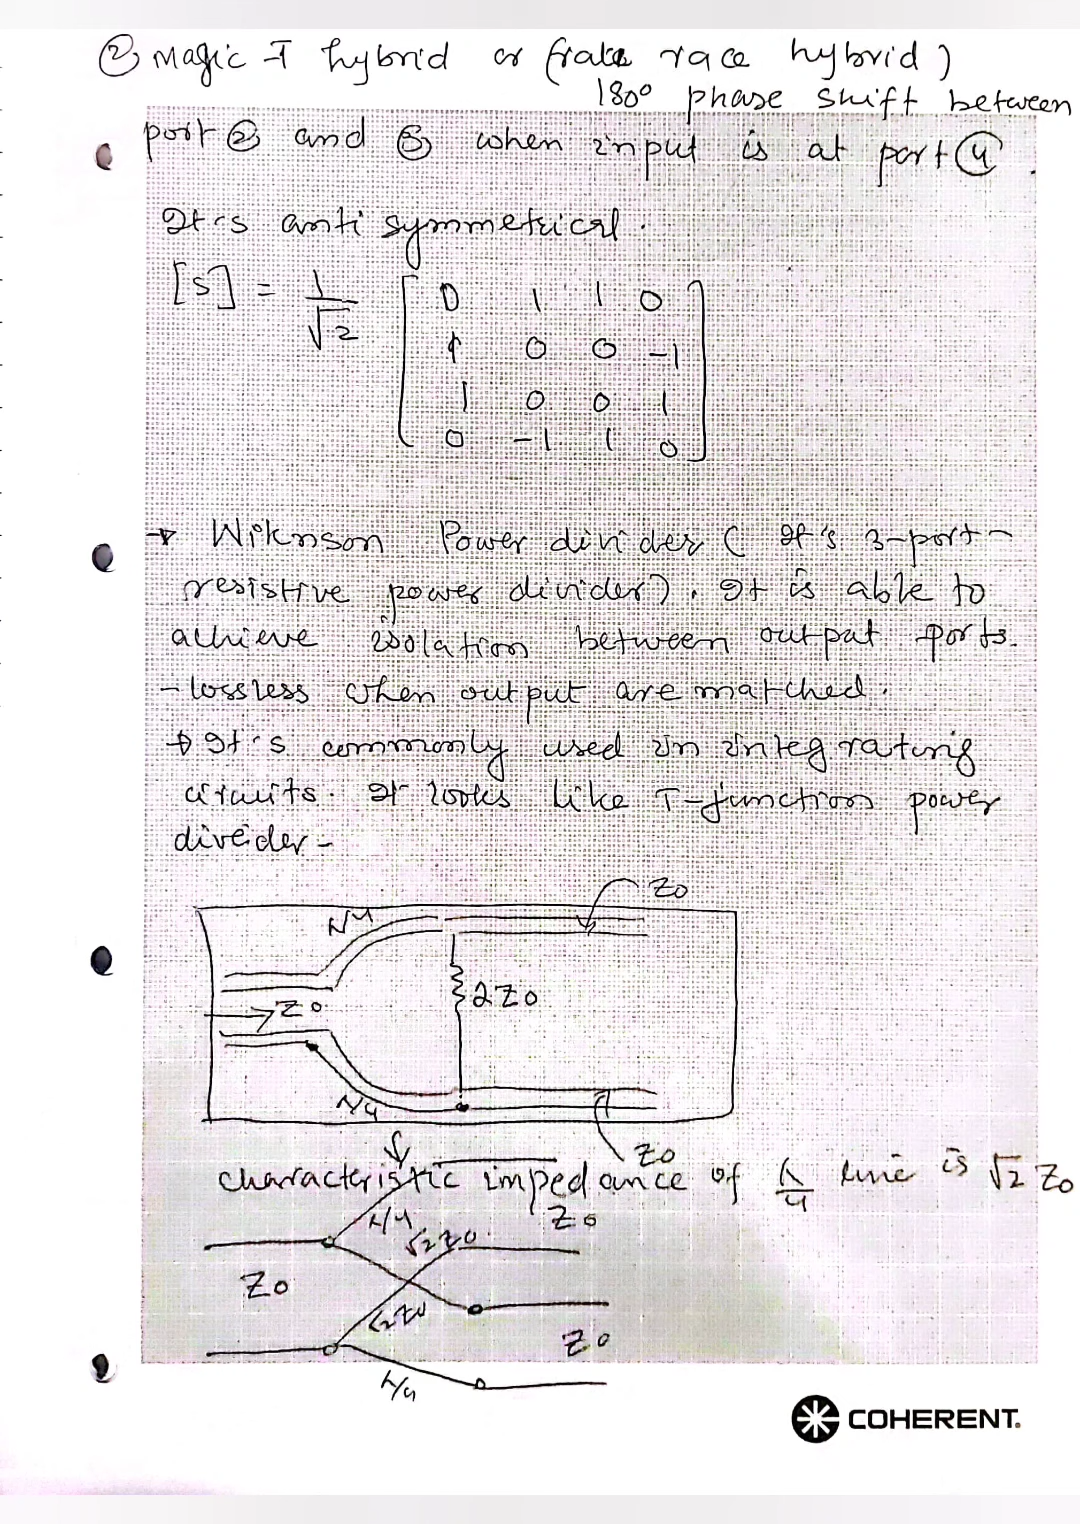 ② Magic T hybrid or (rate race hybrid)
180° phase shift between
port ② and ③ when input is at port ④.
It is anti symmetrical.
[S] = 1/√2 [ 0 1 1 0
1 0 0 -1
1 0 0 1
0 -1 1 0 ]
→ Wiknison Power divider ( It's 3-port-
resistive power divider). It is able to
achieve isolation between output ports.
- lossless when output are matched.
→ It is commonly used in integrating
circuits. It looks like T-junction power
divider -
Z0
λ/4
2Z0
Z0
λ/4
Z0
characteristic impedance of λ/4 line is √2 Z0
λ/4
√2Z0
Z0
Z0
√2Z0
Z0
λ/4
COHERENT.